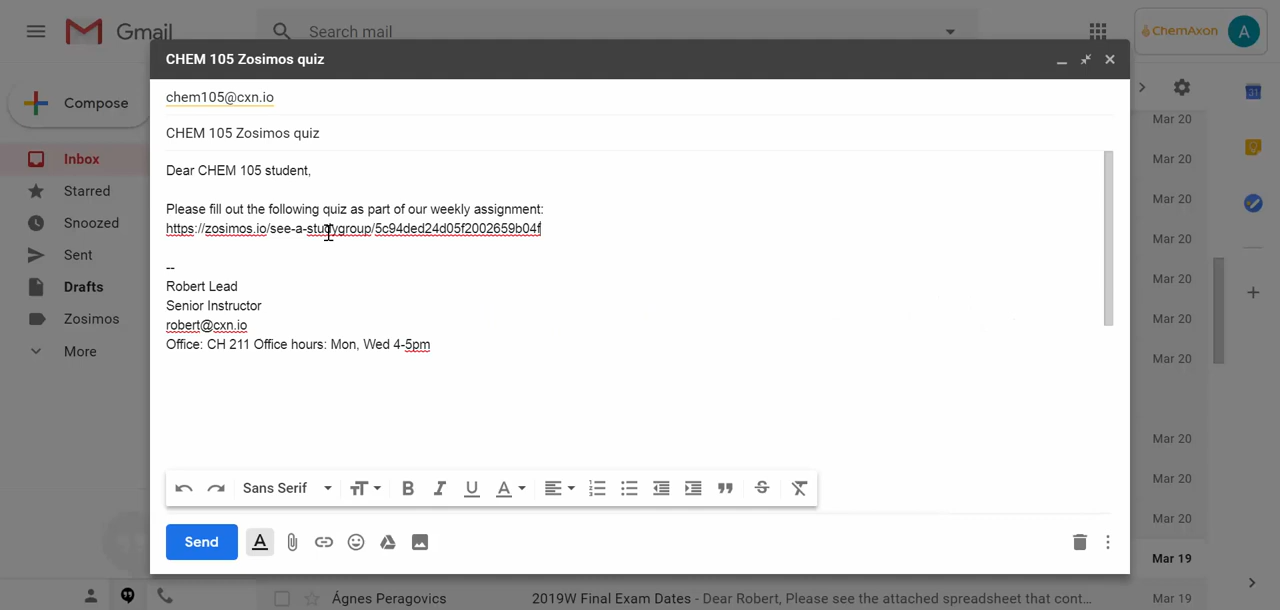 Gmail
Search mail
ChemAxon
A
CHEM 105 Zosimos quiz
Compose
chem105@cxn.io
31
Mar 20
CHEM 105 Zosimos quiz
Inbox
Mar 20
Dear CHEM 105 student,
Starred
Mar 20
Please fill out the following quiz as part of our weekly assignment:
https://zosimos.io/see-a-studygroup/5c94ded24d05f2002659b04f
Snoozed
Mar 20
Sent
--
Robert Lead
Drafts
Mar 20
Senior Instructor
Zosimos
Mar 20
robert@cxn.io
Office: CH 211 Office hours: Mon, Wed 4-5pm
More
Mar 20
Mar 20
Sans Serif
Mar 20
Mar 20
Send
Mar 19
Ágnes Peragovics
2019W Final Exam Dates - Dear Robert, Please see the attached spreadsheet that cont...
Mar 19